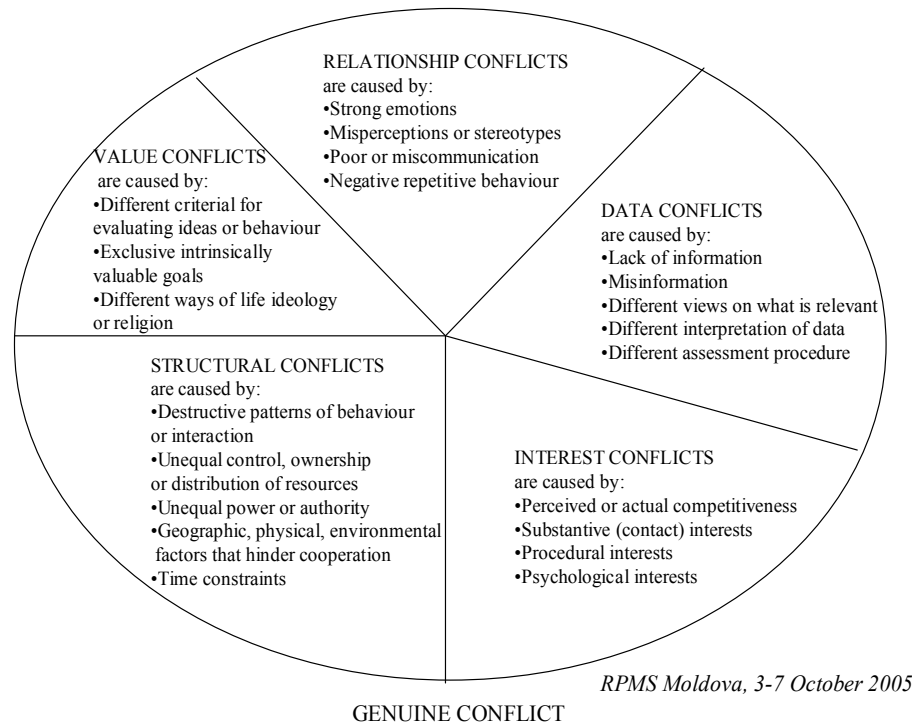 RELATIONSHIP CONFLICTS
are caused by:
•Strong emotions
•Misperceptions or stereotypes
•Poor or miscommunication
•Negative repetitive behaviour
VALUE CONFLICTS
are caused by:
•Different criterial for
evaluating ideas or behaviour
•Exclusive intrinsically
valuable goals
•Different ways of life ideology
or religion
DATA CONFLICTS
are caused by:
•Lack of information
•Misinformation
•Different views on what is relevant
•Different interpretation of data
•Different assessment procedure
STRUCTURAL CONFLICTS
are caused by:
•Destructive patterns of behaviour
or interaction
•Unequal control, ownership
or distribution of resources
•Unequal power or authority
•Geographic, physical, environmental
factors that hinder cooperation
•Time constraints
INTEREST CONFLICTS
are caused by:
•Perceived or actual competitiveness
•Substantive (contact) interests
•Procedural interests
•Psychological interests
RPMS Moldova, 3-7 October 2005
GENUINE CONFLICT